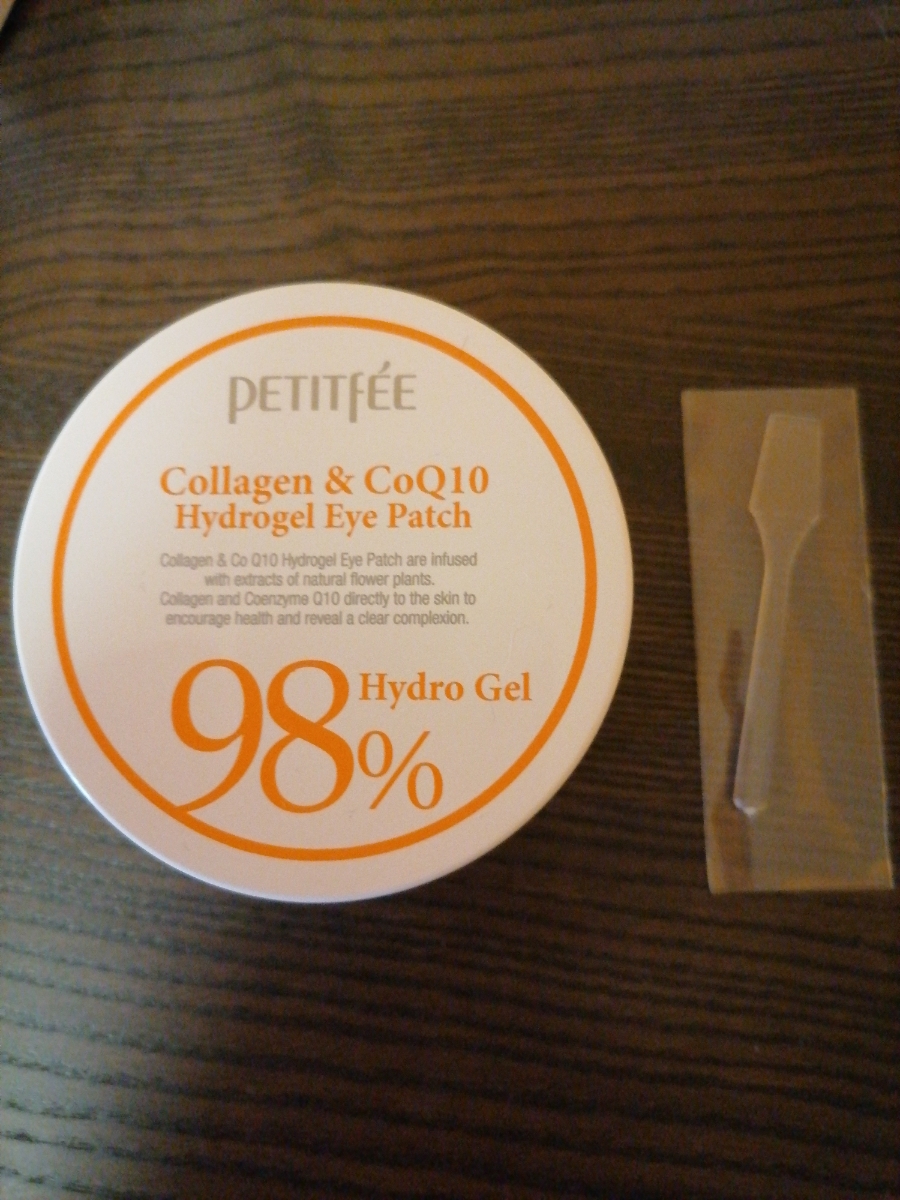 PETITFÉE
Collagen & CoQ10
Hydrogel Eye Patch
Collagen & Co Q10 Hydrogel Eye Patch are infused
with extracts of natural flower plants.
Collagen and Coenzyme Q10 directly to the skin to
encourage health and reveal a clear complexion.
98% Hydro Gel